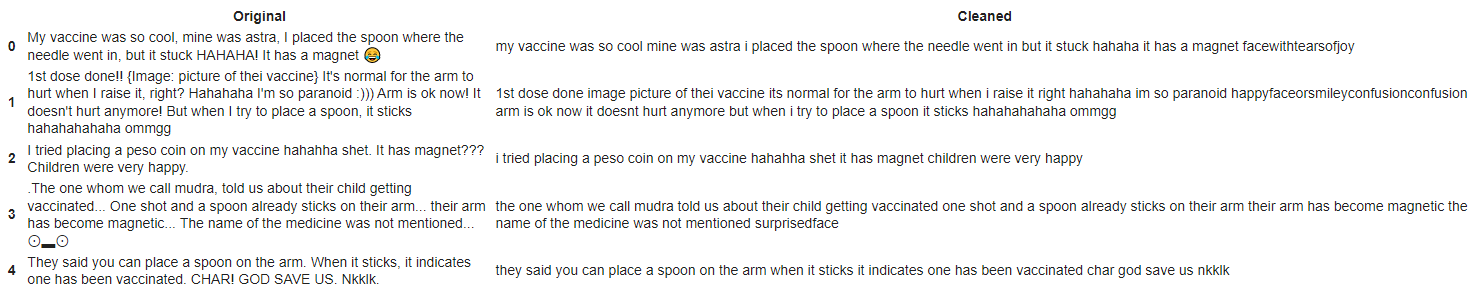 Original Cleaned
0 My vaccine was so cool, mine was astra, I placed the spoon where the
needle went in, but it stuck HAHAHA! It has a magnet 😂
my vaccine was so cool mine was astra i placed the spoon where the needle went in but it stuck hahaha it has a magnet facewithtearsofjoy
1 1st dose done!! {Image: picture of thei vaccine} It's normal for the arm to
hurt when I raise it, right? Hahahaha I'm so paranoid :))) Arm is ok now! It
doesn't hurt anymore! But when I try to place a spoon, it sticks
hahahahahaha ommgg
1st dose done image picture of thei vaccine its normal for the arm to hurt when i raise it right hahahaha im so paranoid happyfaceorsmileyconfusionconfusion
arm is ok now it doesnt hurt anymore but when i try to place a spoon it sticks hahahahahaha ommgg
2 I tried placing a peso coin on my vaccine hahahha shet. It has magnet???
Children were very happy.
i tried placing a peso coin on my vaccine hahahha shet it has magnet children were very happy
3 .The one whom we call mudra, told us about their child getting
vaccinated... One shot and a spoon already sticks on their arm... their arm
has become magnetic... The name of the medicine was not mentioned...
⊙▂⊙
the one whom we call mudra told us about their child getting vaccinated one shot and a spoon already sticks on their arm their arm has become magnetic the
name of the medicine was not mentioned surprisedface
4 They said you can place a spoon on the arm. When it sticks, it indicates
one has been vaccinated. CHAR! GOD SAVE US. Nkklk.
they said you can place a spoon on the arm when it sticks it indicates one has been vaccinated char god save us nkklk